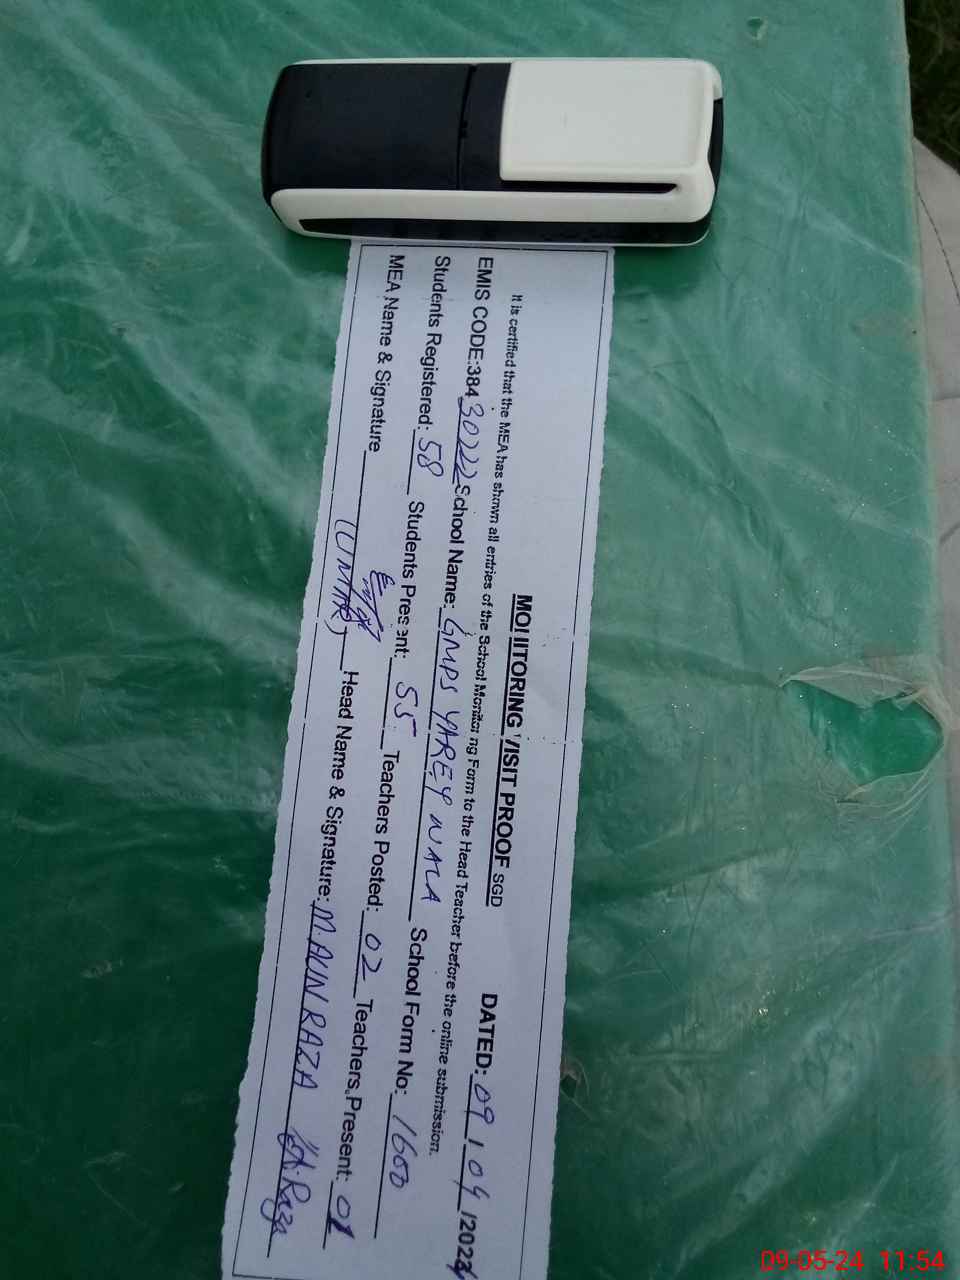 MONITORING VISIT PROOF SGD
DATED: 09/04/2024
It is certified that the MEA has shown all entries of the School Monitoring Form to the Head Teacher before the online submission.
EMIS CODE:38430222 School Name: GMPS YAREY WALA School Form No: 1600
Students Registered: 58 Students Present: 55 Teachers Posted: 02 Teachers Present: 01
MEA Name & Signature (UMAR) Head Name & Signature: M. AUN RAZA A. Raza
09-05-24 11:54